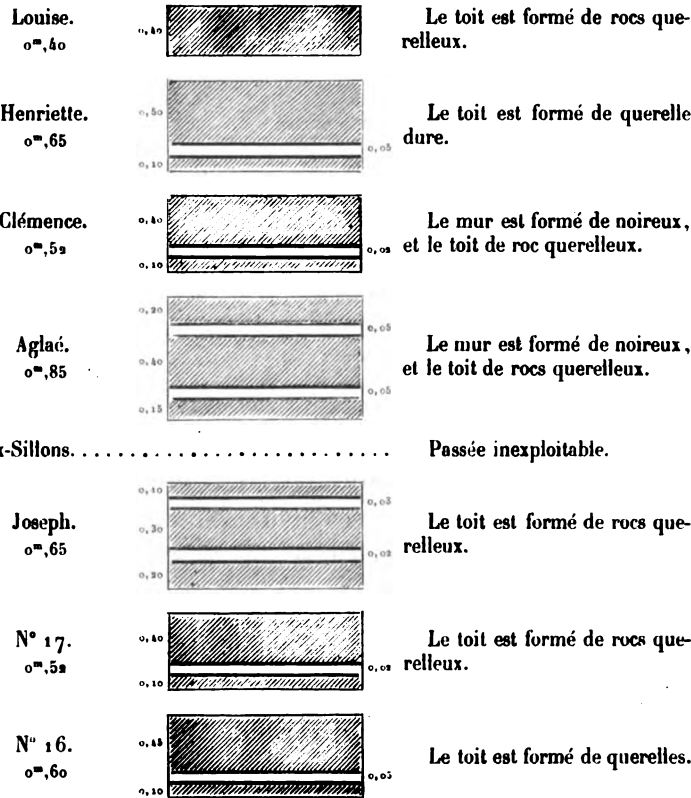 Louise.
0ᵐ,40
0,40
Le toit est formé de rocs que-
relleux.
Henriette.
0ᵐ,65
0,50
0,10
0,05
Le toit est formé de querelle
dure.
Clémence.
0ᵐ,52
0,40
0,10
0,02
Le mur est formé de noireux,
et le toit de roc querelleux.
Aglaé.
0ᵐ,85
0,20
0,40
0,15
0,05
0,05
Le mur est formé de noireux,
et le toit de rocs querelleux.
x-Sillons. . . . . . . . . . . . . . . . . . . . . . Passée inexploitable.
Joseph.
0ᵐ,65
0,10
0,30
0,20
0,03
0,02
Le toit est formé de rocs que-
relleux.
N° 17.
0ᵐ,52
0,40
0,10
0,02
Le toit est formé de rocs que-
relleux.
N° 16.
0ᵐ,60
0,45
0,10
0,05
Le toit est formé de querelles.